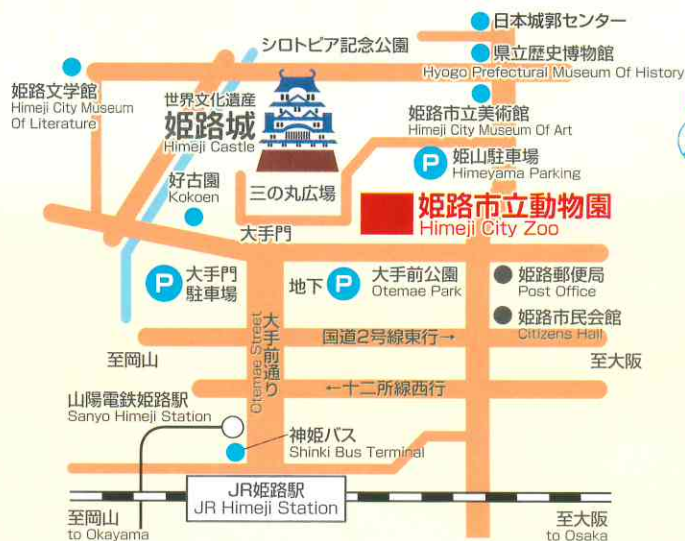 日本城郭センター
シロトピア記念公園
県立歴史博物館
Hyogo Prefectural Museum Of History
姫路文学館
Himeji City Museum
Of Literature
世界文化遺産
姫路城
Himeji Castle
姫路市立美術館
Himeji City Museum Of Art
P
姫山駐車場
Himeyama Parking
好古園
Kokoen
三の丸広場
姫路市立動物園
Himeji City Zoo
大手門
P
大手門
駐車場
地下
P
大手前公園
Otemae Park
姫路郵便局
Post Office
姫路市民会館
Citizens Hall
大手前通り
Otemae Street
国道2号線東行→
至岡山
至大阪
←十二所線西行
山陽電鉄姫路駅
Sanyo Himeji Station
神姫バス
Shinki Bus Terminal
JR姫路駅
JR Himeji Station
至岡山
to Okayama
至大阪
to Osaka